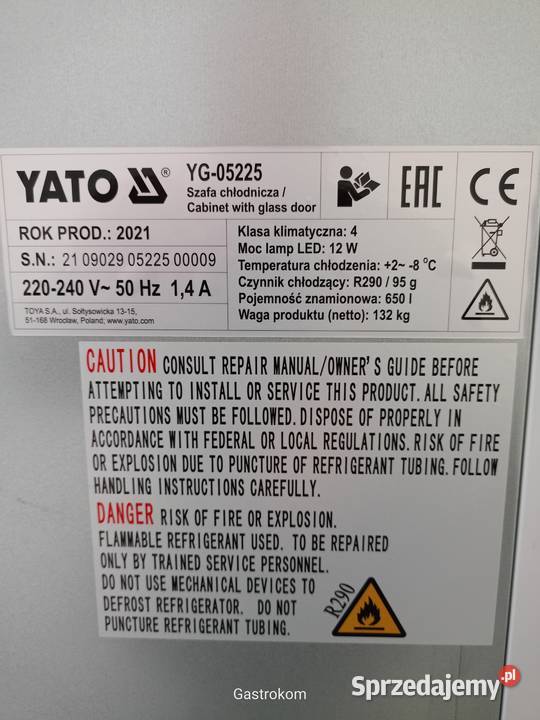 YATO
YG-05225
Szafa chłodnicza /
Cabinet with glass door
EAC
CE
ROK PROD.: 2021
S.N.: 21 09029 05225 00009
220-240 V~ 50 Hz 1,4 A
TOYA S.A., ul. Sołtysowicka 13-15,
51-168 Wrocław, Poland; www.yato.com
Klasa klimatyczna: 4
Moc lamp LED: 12 W
Temperatura chłodzenia: +2~ -8 °C
Czynnik chłodzący: R290 / 95 g
Pojemność znamionowa: 650 l
Waga produktu (netto): 132 kg
CAUTION CONSULT REPAIR MANUAL/OWNER'S GUIDE BEFORE
ATTEMPTING TO INSTALL OR SERVICE THIS PRODUCT. ALL SAFETY
PRECAUTIONS MUST BE FOLLOWED. DISPOSE OF PROPERLY IN
ACCORDANCE WITH FEDERAL OR LOCAL REGULATIONS. RISK OF FIRE
OR EXPLOSION DUE TO PUNCTURE OF REFRIGERANT TUBING. FOLLOW
HANDLING INSTRUCTIONS CAREFULLY.
DANGER RISK OF FIRE OR EXPLOSION.
FLAMMABLE REFRIGERANT USED. TO BE REPAIRED
ONLY BY TRAINED SERVICE PERSONNEL.
DO NOT USE MECHANICAL DEVICES TO
DEFROST REFRIGERATOR. DO NOT
PUNCTURE REFRIGERANT TUBING.
R290
Gastrokom
Sprzedajemy.pl